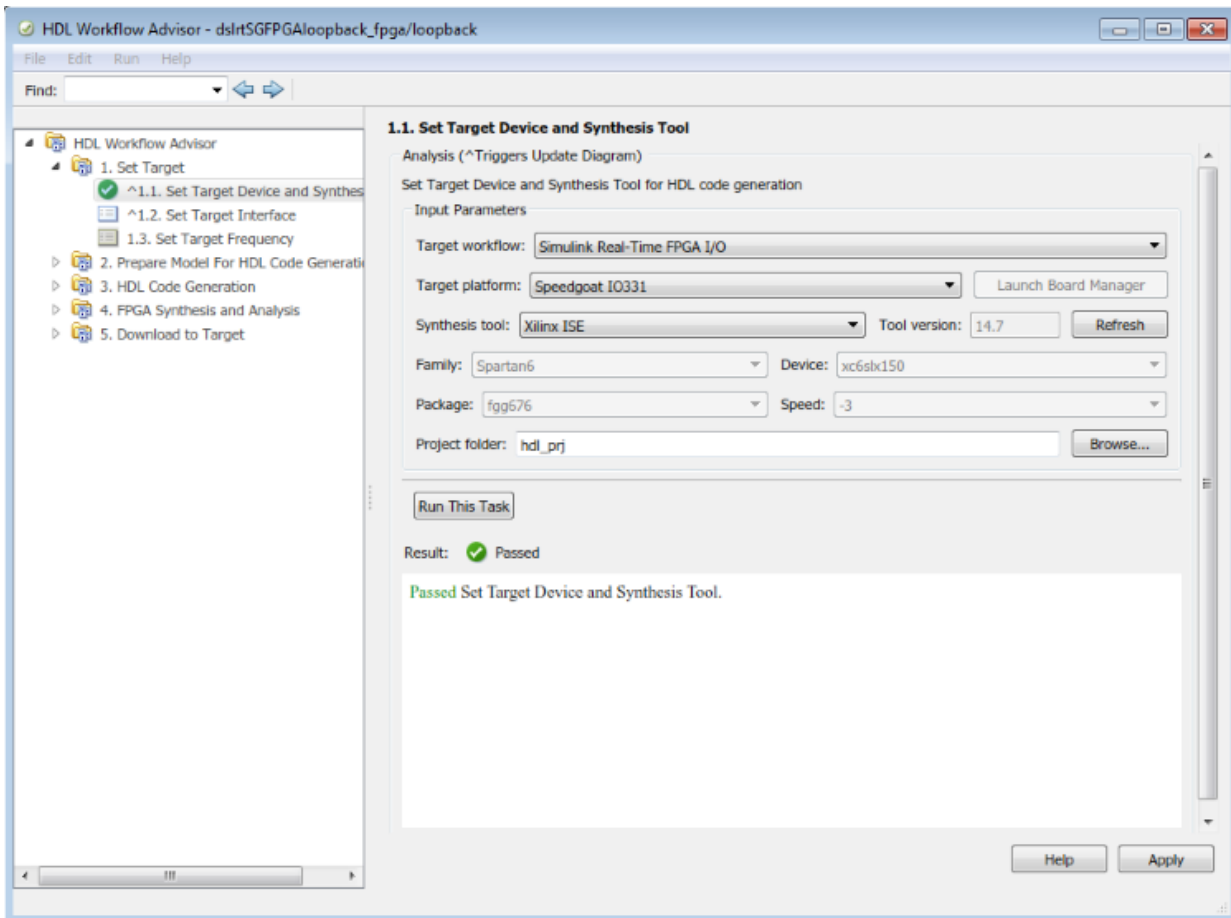 HDL Workflow Advisor - dslrtSGFPGAloopback_fpga/loopback
File Edit Run Help
Find:
HDL Workflow Advisor
1. Set Target
^1.1. Set Target Device and Synthes
^1.2. Set Target Interface
1.3. Set Target Frequency
2. Prepare Model For HDL Code Generati
3. HDL Code Generation
4. FPGA Synthesis and Analysis
5. Download to Target
1.1. Set Target Device and Synthesis Tool
Analysis (^Triggers Update Diagram)
Set Target Device and Synthesis Tool for HDL code generation
Input Parameters
Target workflow: Simulink Real-Time FPGA I/O
Target platform: Speedgoat IO331 Launch Board Manager
Synthesis tool: Xilinx ISE Tool version: 14.7 Refresh
Family: Spartan6 Device: xc6slx150
Package: fgg676 Speed: -3
Project folder: hdl_prj Browse...
Run This Task
Result: Passed
Passed Set Target Device and Synthesis Tool.
Help Apply